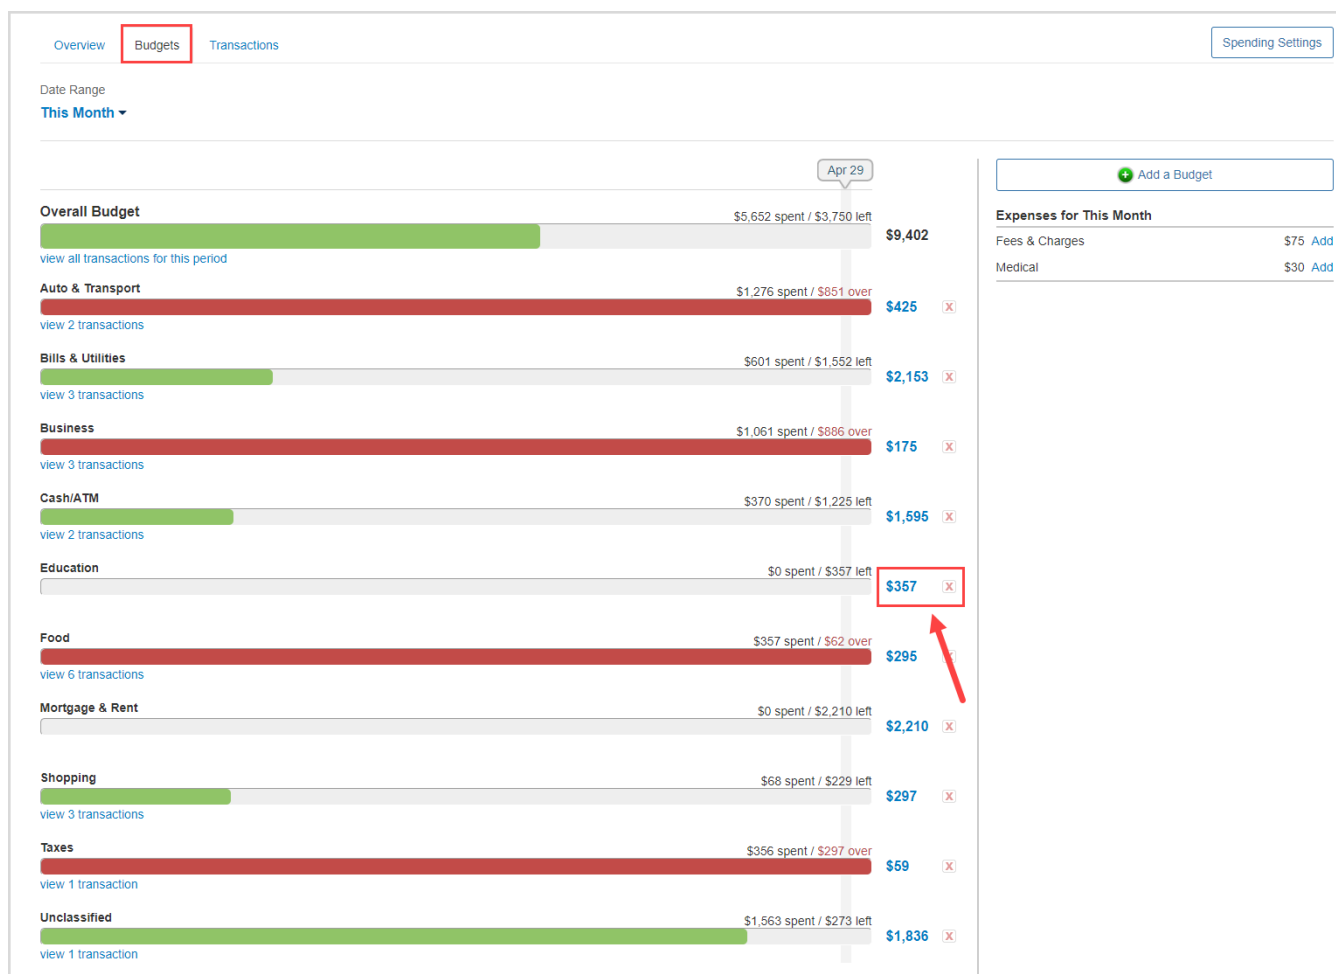 Overview Budgets Transactions Spending Settings
Date Range
This Month
Apr 29
Add a Budget
Overall Budget
$5,652 spent / $3,750 left
$9,402
view all transactions for this period
Auto & Transport
$1,276 spent / $851 over
$425 X
view 2 transactions
Bills & Utilities
$601 spent / $1,552 left
$2,153 X
view 3 transactions
Business
$1,061 spent / $886 over
$175 X
view 3 transactions
Cash/ATM
$370 spent / $1,225 left
$1,595 X
view 2 transactions
Education
$0 spent / $357 left
$357 X
Food
$357 spent / $62 over
$295
view 6 transactions
Mortgage & Rent
$0 spent / $2,210 left
$2,210 X
Shopping
$68 spent / $229 left
$297 X
view 3 transactions
Taxes
$356 spent / $297 over
$59 X
view 1 transaction
Unclassified
$1,563 spent / $273 left
$1,836 X
view 1 transaction
Expenses for This Month
Fees & Charges $75 Add
Medical $30 Add